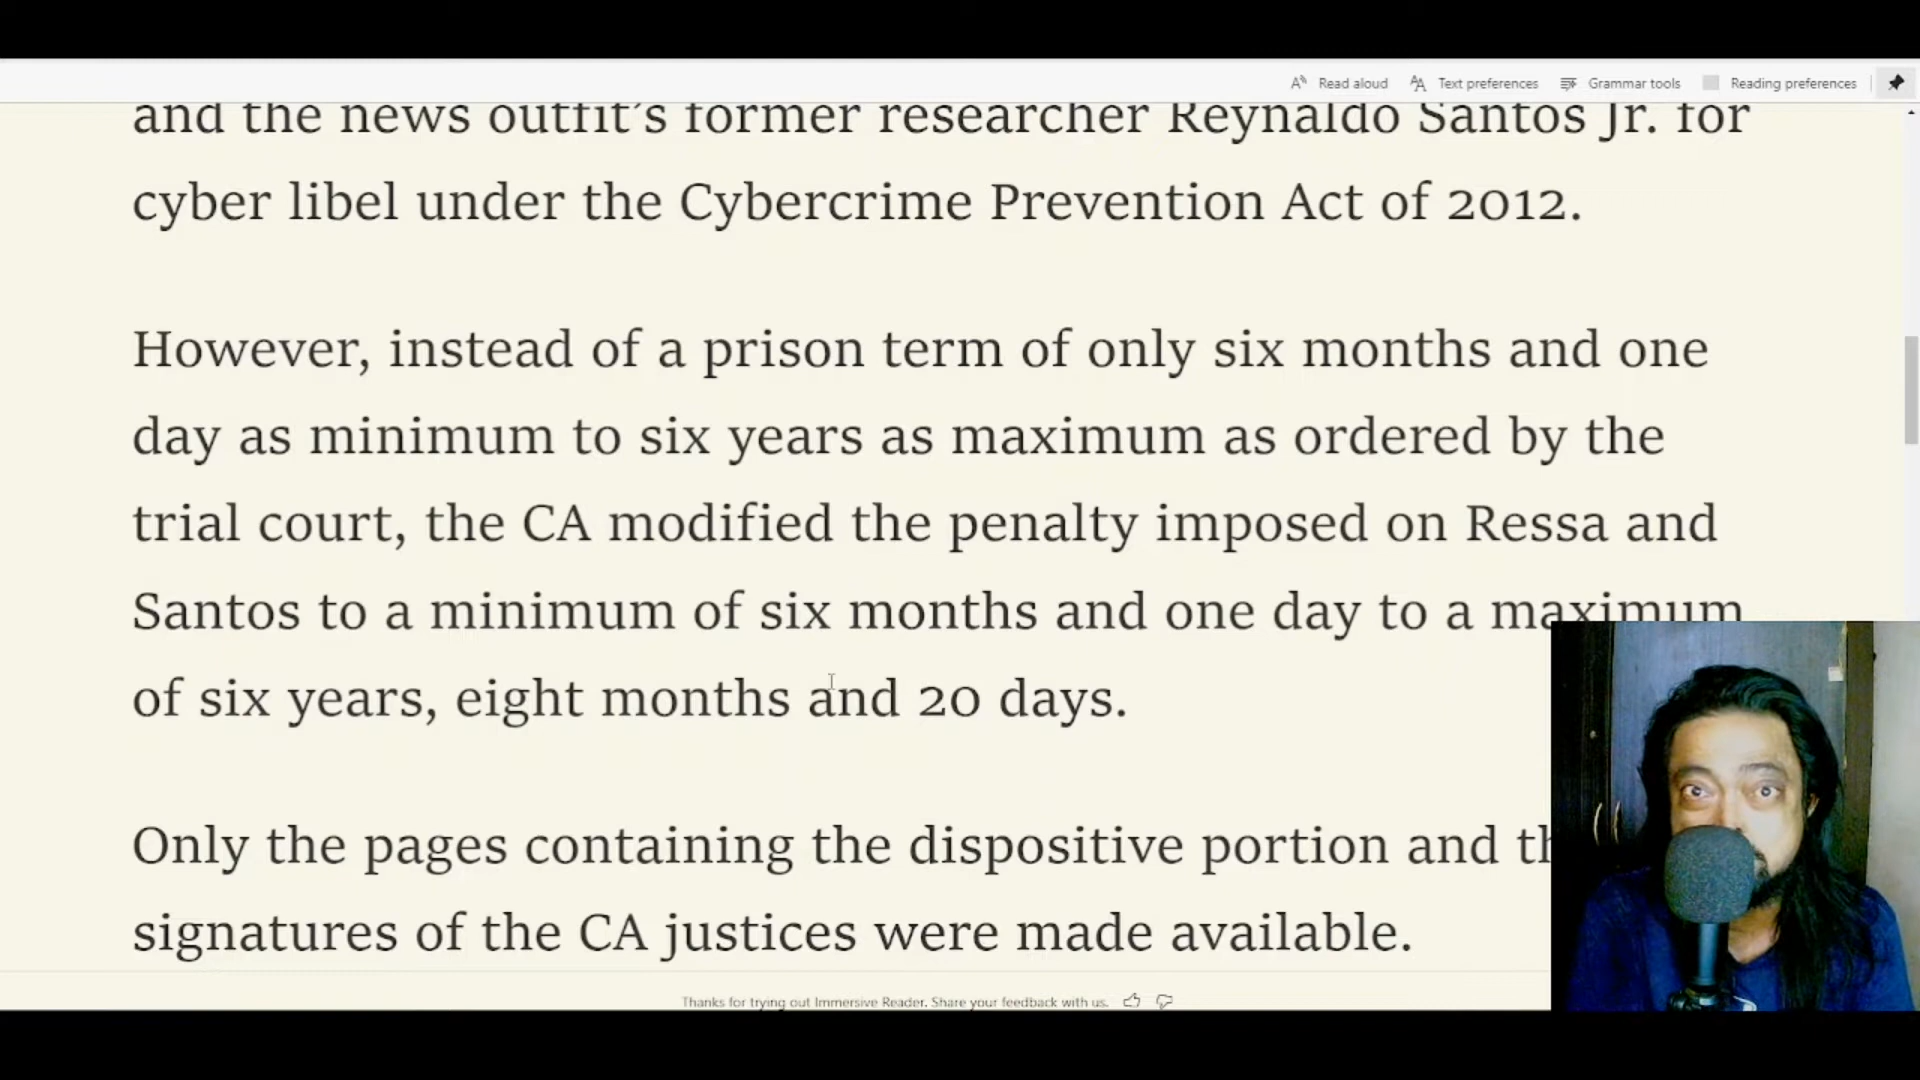 Read aloud Text preferences Grammar tools Reading preferences
and the news outfit's former researcher Reynaldo Santos Jr. for
cyber libel under the Cybercrime Prevention Act of 2012.
However, instead of a prison term of only six months and one
day as minimum to six years as maximum as ordered by the
trial court, the CA modified the penalty imposed on Ressa and
Santos to a minimum of six months and one day to a maximum
of six years, eight months and 20 days.
Only the pages containing the dispositive portion and
signatures of the CA justices were made available.
Thanks for trying out Immersive Reader. Share your feedback with us.